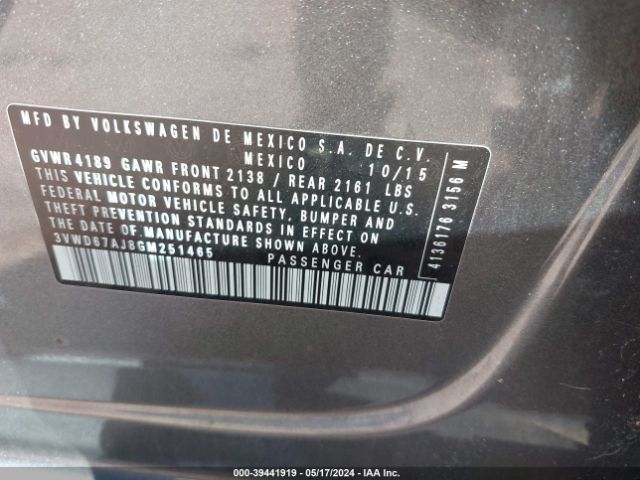 MFD BY VOLKSWAGEN DE MEXICO S.A. DE C.V.
MEXICO 10/15
GVWR4189 GAWR FRONT 2138 / REAR 2161 LBS
THIS VEHICLE CONFORMS TO ALL APPLICABLE U.S.
FEDERAL MOTOR VEHICLE SAFETY, BUMPER AND
THEFT PREVENTION STANDARDS IN EFFECT ON
THE DATE OF MANUFACTURE SHOWN ABOVE.
3VWD67AJ8GM251465
PASSENGER CAR
4136176 3156 M
000-39441919 - 05/17/2024 - IAA Inc.